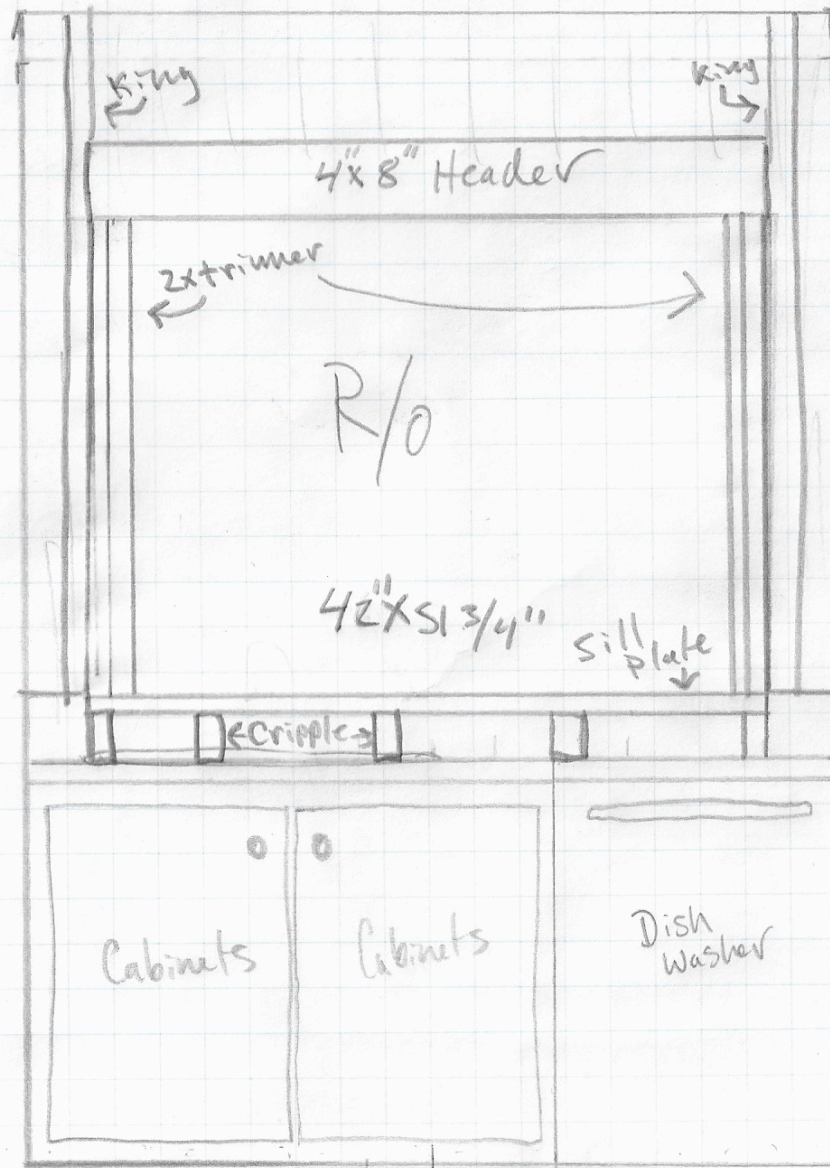 King
King
4"x 8" Header
2x trimmer
R/O
42"x 51 3/4"
Sill
Plate
Cripple
Cabinets
Cabinets
Dish
Washer